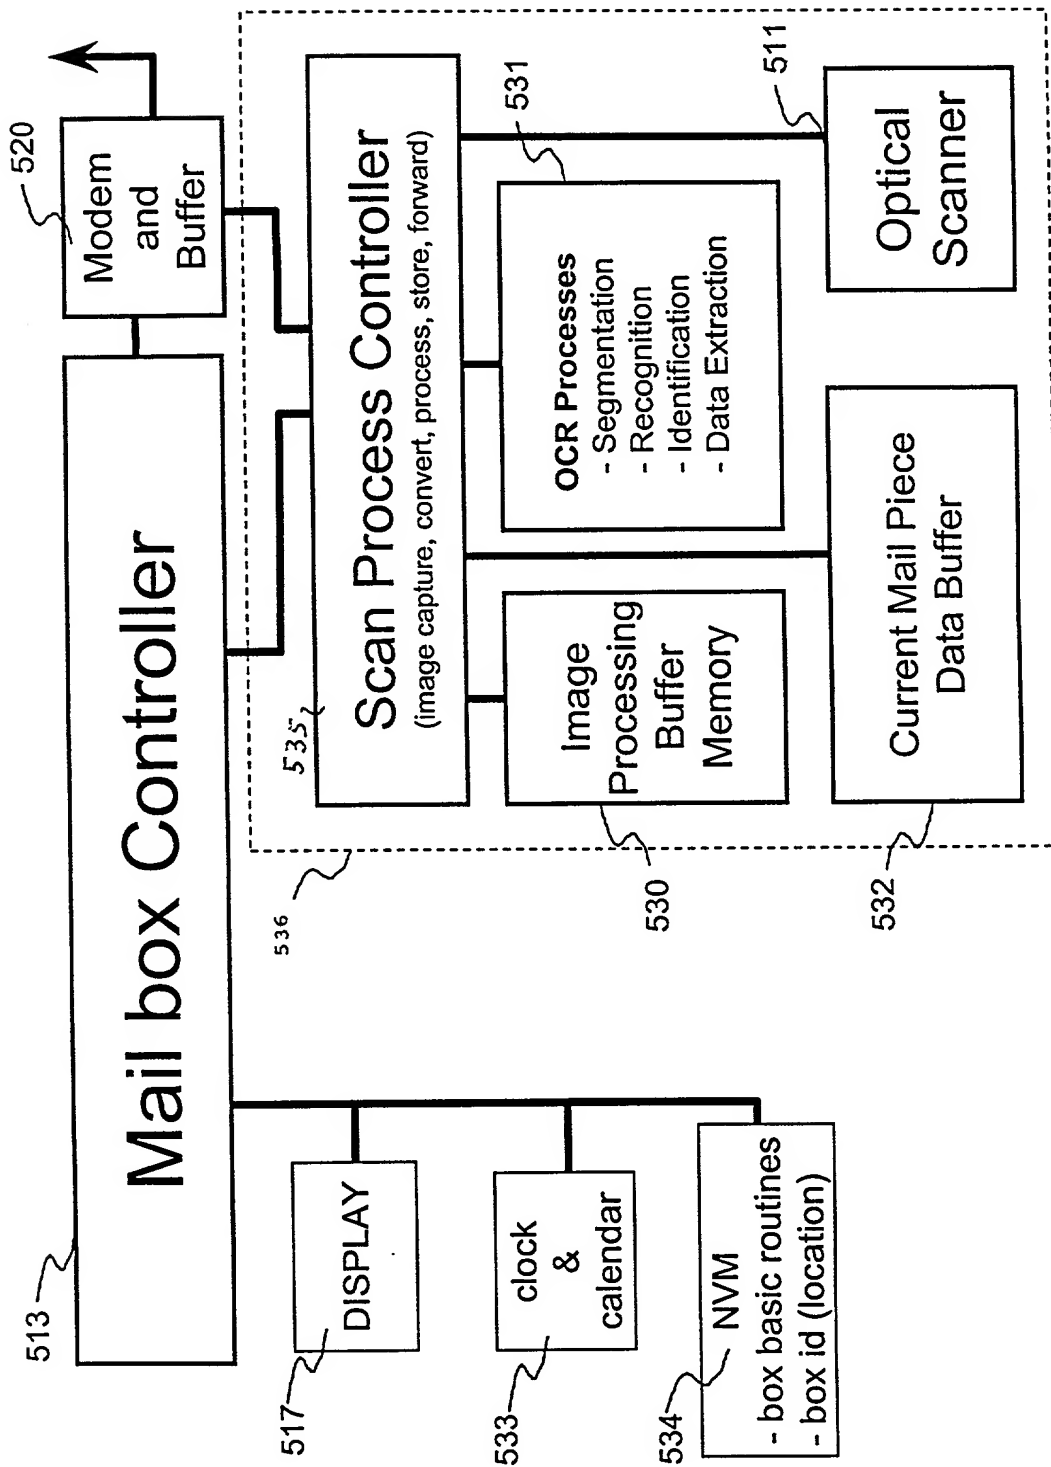 513
Mail box Controller
520
Modem
and
Buffer
517
DISPLAY
533
clock
&
calendar
534
NVM
- box basic routines
- box id (location)
536
535
Scan Process Controller
(image capture, convert, process, store, forward)
530
Image
Processing
Buffer
Memory
531
OCR Processes
- Segmentation
- Recognition
- Identification
- Data Extraction
532
Current Mail Piece
Data Buffer
511
Optical
Scanner